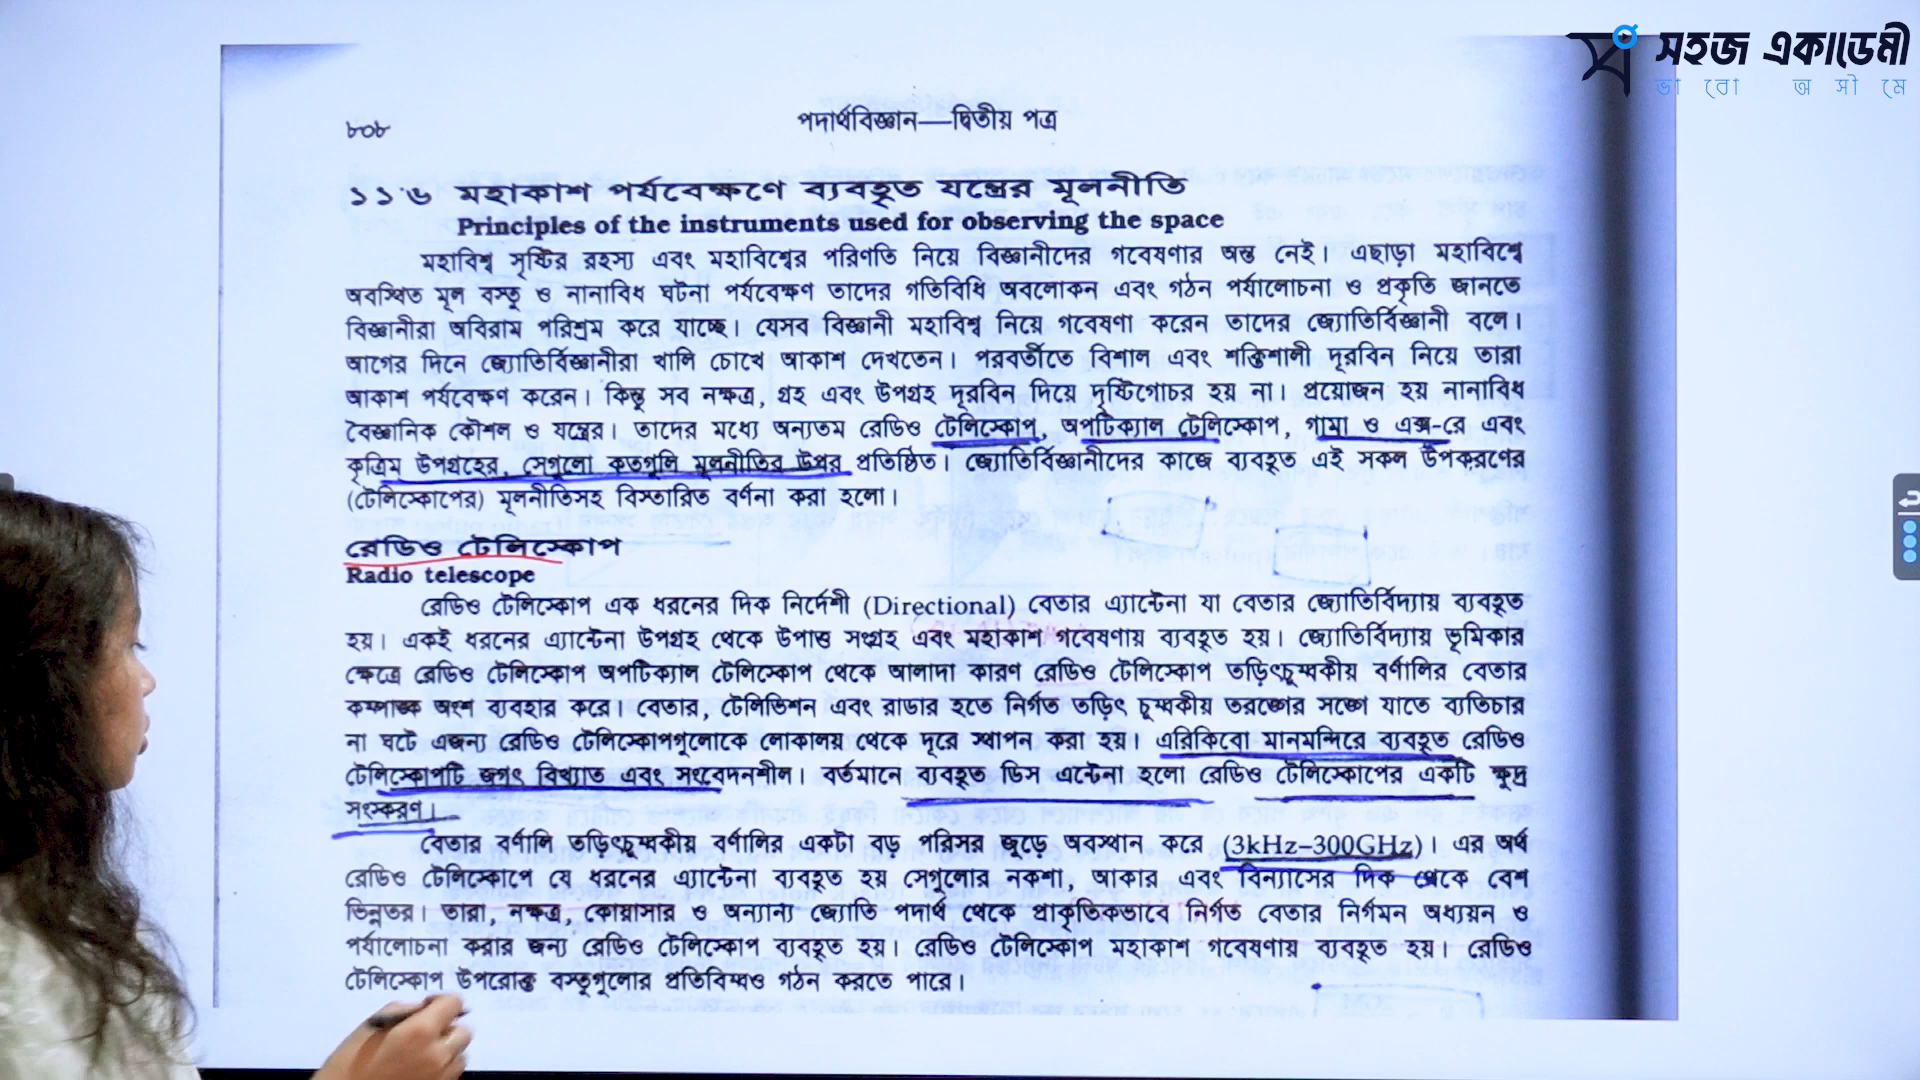 সহজ একাডেমী
ভাবো অসীমে
৮০৮
পদার্থবিজ্ঞান—দ্বিতীয় পত্র
১১.৬ মহাকাশ পর্যবেক্ষণে ব্যবহৃত যন্ত্রের মূলনীতি
Principles of the instruments used for observing the space
মহাবিশ্ব সৃষ্টির রহস্য এবং মহাবিশ্বের পরিণতি নিয়ে বিজ্ঞানীদের গবেষণার অন্ত নেই। এছাড়া মহাবিশ্বে
অবস্থিত মূল বস্তু ও নানাবিধ ঘটনা পর্যবেক্ষণ তাদের গতিবিধি অবলোকন এবং গঠন পর্যালোচনা ও প্রকৃতি জানতে
বিজ্ঞানীরা অবিরাম পরিশ্রম করে যাচ্ছে। যেসব বিজ্ঞানী মহাবিশ্ব নিয়ে গবেষণা করেন তাদের জ্যোতির্বিজ্ঞানী বলে।
আগের দিনে জ্যোতির্বিজ্ঞানীরা খালি চোখে আকাশ দেখতেন। পরবর্তীতে বিশাল এবং শক্তিশালী দূরবিন নিয়ে তারা
আকাশ পর্যবেক্ষণ করেন। কিন্তু সব নক্ষত্র, গ্রহ এবং উপগ্রহ দূরবিন দিয়ে দৃষ্টিগোচর হয় না। প্রয়োজন হয় নানাবিধ
বৈজ্ঞানিক কৌশল ও যন্ত্রের। তাদের মধ্যে অন্যতম রেডিও টেলিস্কোপ, অপটিক্যাল টেলিস্কোপ, গামা ও এক্স-রে এবং
কৃত্রিম উপগ্রহের, সেগুলো কতগুলি মূলনীতির উপর প্রতিষ্ঠিত। জ্যোতির্বিজ্ঞানীদের কাজে ব্যবহৃত এই সকল উপকরণের
(টেলিস্কোপের) মূলনীতিসহ বিস্তারিত বর্ণনা করা হলো।
রেডিও টেলিস্কোপ
Radio telescope
রেডিও টেলিস্কোপ এক ধরনের দিক নির্দেশী (Directional) বেতার এ্যান্টেনা যা বেতার জ্যোতির্বিদ্যায় ব্যবহৃত
হয়। একই ধরনের এ্যান্টেনা উপগ্রহ থেকে উপাত্ত সংগ্রহ এবং মহাকাশ গবেষণায় ব্যবহৃত হয়। জ্যোতির্বিদ্যায় ভূমিকার
ক্ষেত্রে রেডিও টেলিস্কোপ অপটিক্যাল টেলিস্কোপ থেকে আলাদা কারণ রেডিও টেলিস্কোপ তড়িৎচুম্বকীয় বর্ণালির বেতার
কম্পাঙ্ক অংশ ব্যবহার করে। বেতার, টেলিভিশন এবং রাডার হতে নির্গত তড়িৎ চুম্বকীয় তরঙ্গের সঙ্গে যাতে ব্যতিচার
না ঘটে এজন্য রেডিও টেলিস্কোপগুলোকে লোকালয় থেকে দূরে স্থাপন করা হয়। এরিকিবো মানমন্দিরে ব্যবহৃত রেডিও
টেলিস্কোপটি জগৎ বিখ্যাত এবং সংবেদনশীল। বর্তমানে ব্যবহৃত ডিস এন্টেনা হলো রেডিও টেলিস্কোপের একটি ক্ষুদ্র
সংস্করণ।
বেতার বর্ণালি তড়িৎচুম্বকীয় বর্ণালির একটা বড় পরিসর জুড়ে অবস্থান করে (3kHz–300GHz)। এর অর্থ
রেডিও টেলিস্কোপে যে ধরনের এ্যান্টেনা ব্যবহৃত হয় সেগুলোর নকশা, আকার এবং বিন্যাসের দিক থেকে বেশ
ভিন্নতর। তারা, নক্ষত্র, কোয়াসার ও অন্যান্য জ্যোতি পদার্থ থেকে প্রাকৃতিকভাবে নির্গত বেতার নির্গমন অধ্যয়ন ও
পর্যালোচনা করার জন্য রেডিও টেলিস্কোপ ব্যবহৃত হয়। রেডিও টেলিস্কোপ মহাকাশ গবেষণায় ব্যবহৃত হয়। রেডিও
টেলিস্কোপ উপরোক্ত বস্তুগুলোর প্রতিবিম্বও গঠন করতে পারে।